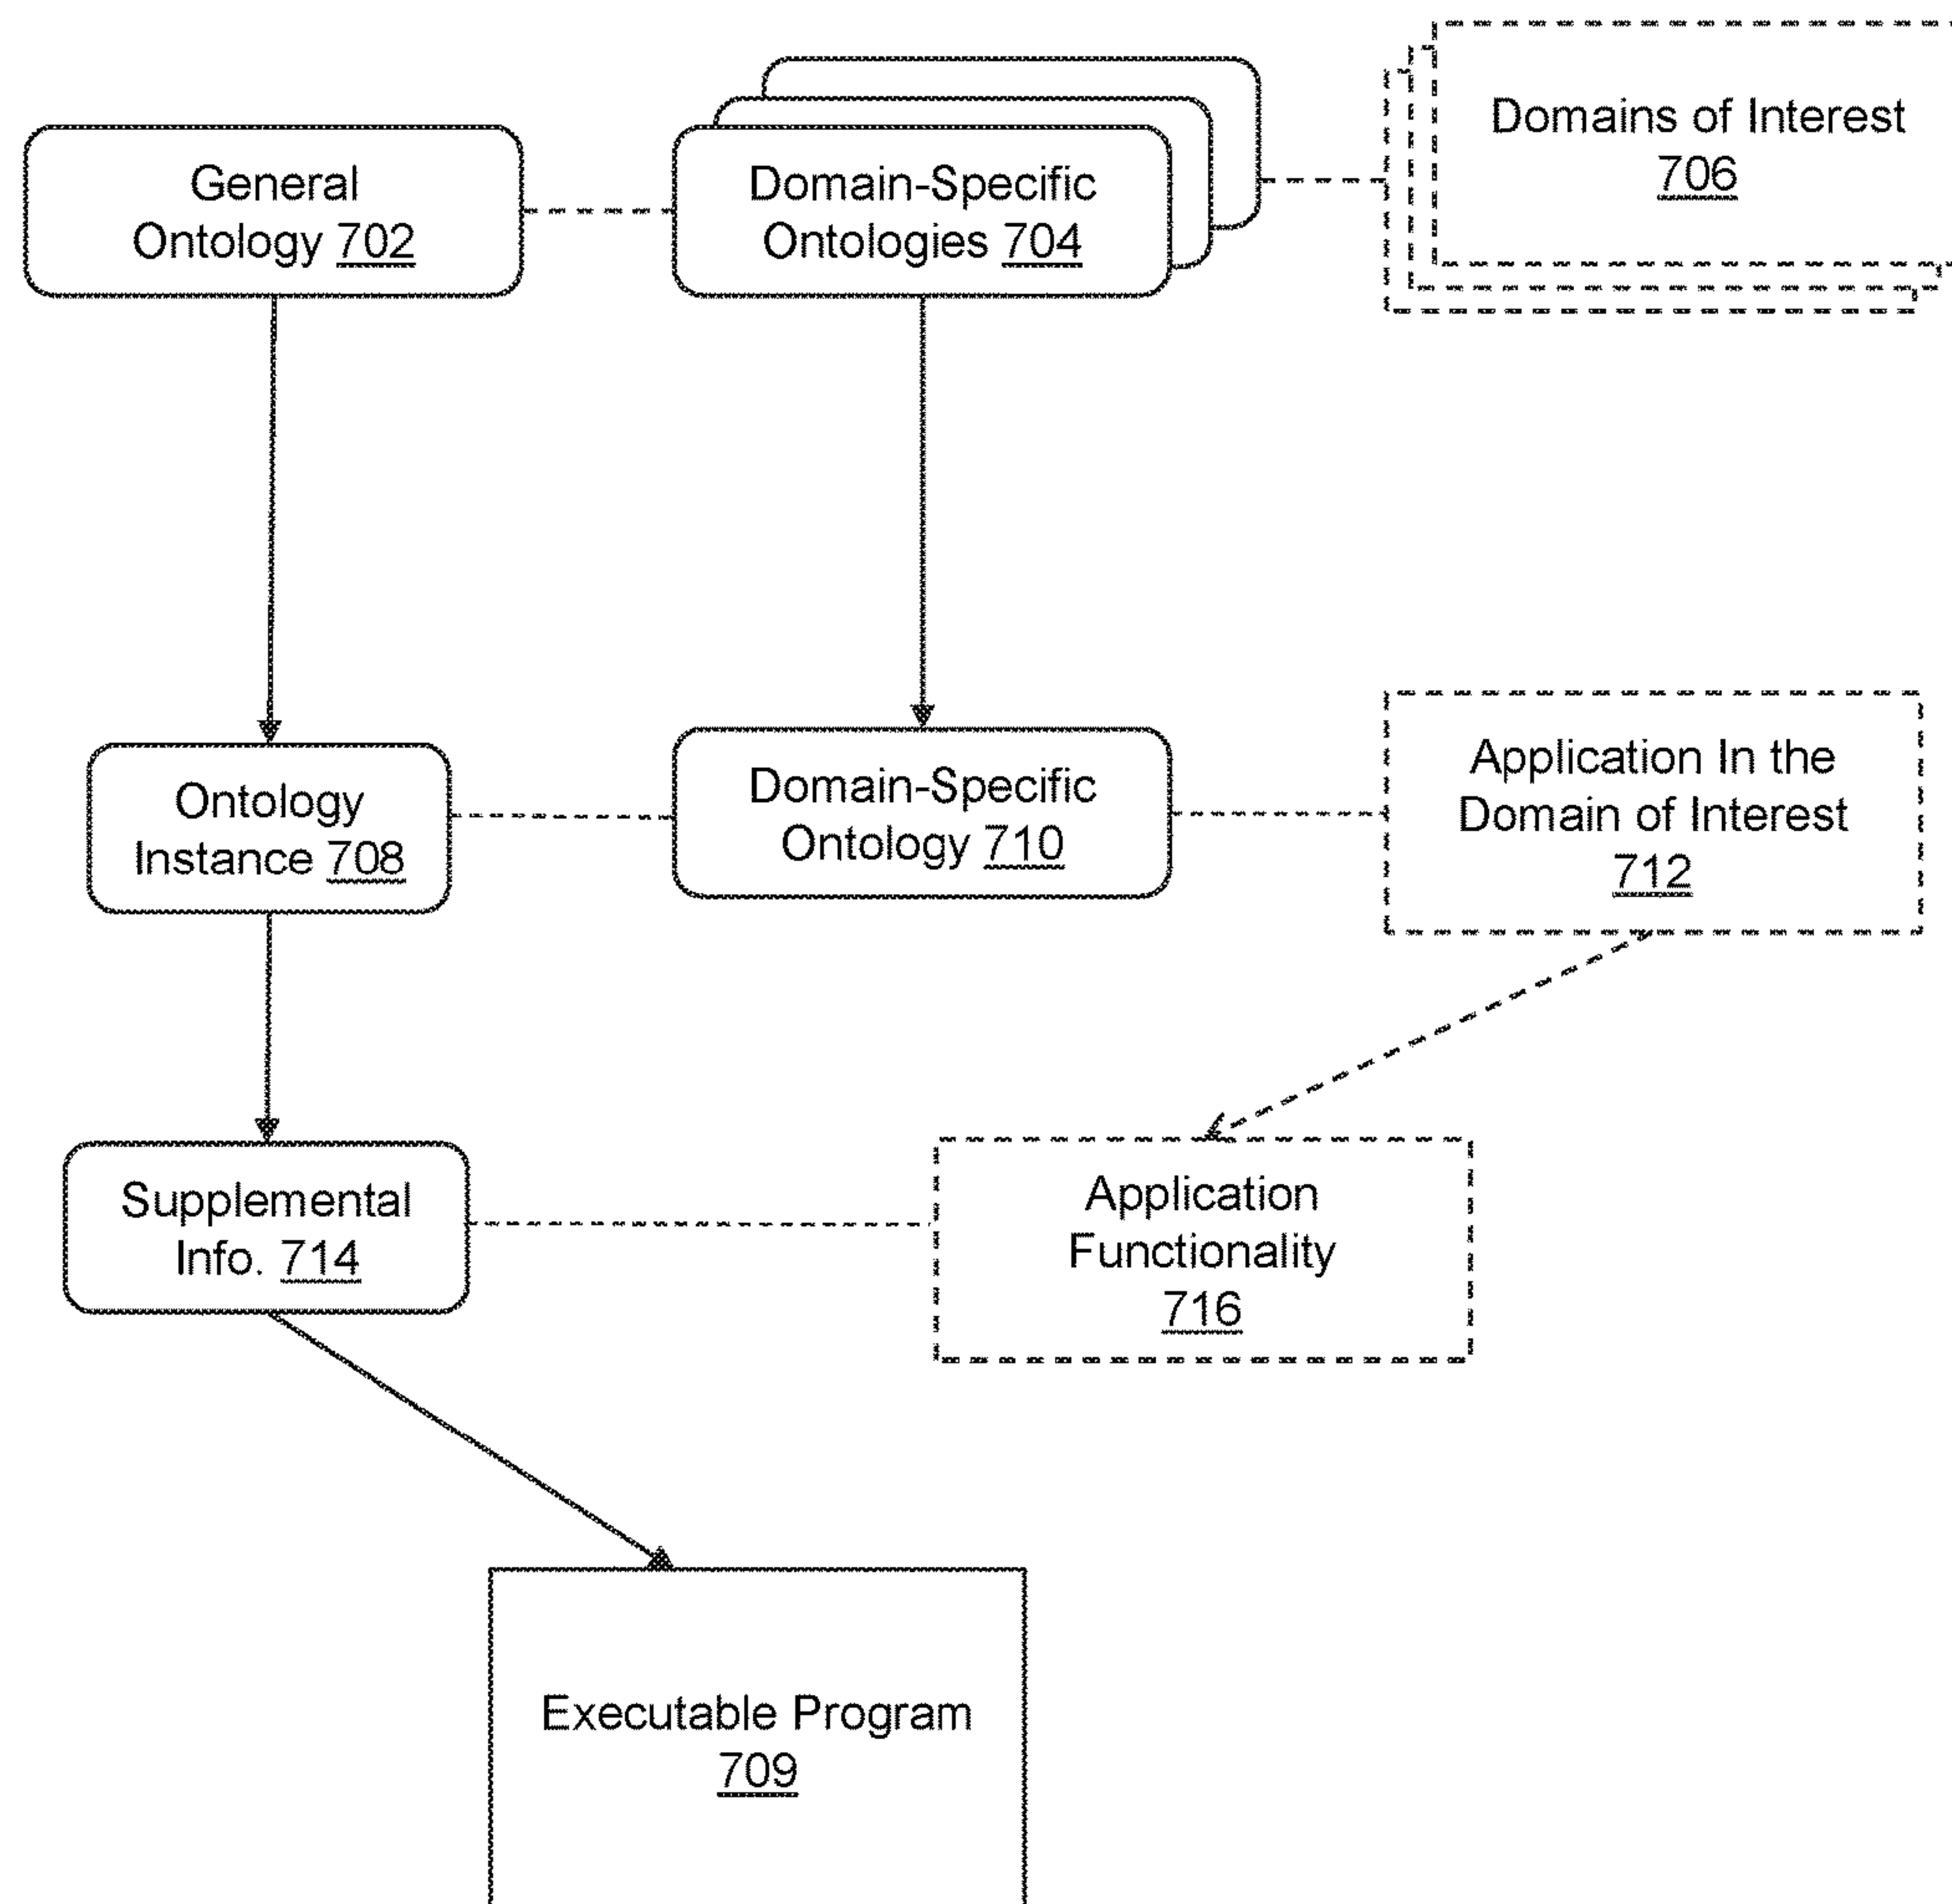 General
Ontology 702
Domain-Specific
Ontologies 704
Domains of Interest
706
Ontology
Instance 708
Domain-Specific
Ontology 710
Application In the
Domain of Interest
712
Supplemental
Info. 714
Application
Functionality
716
Executable Program
709